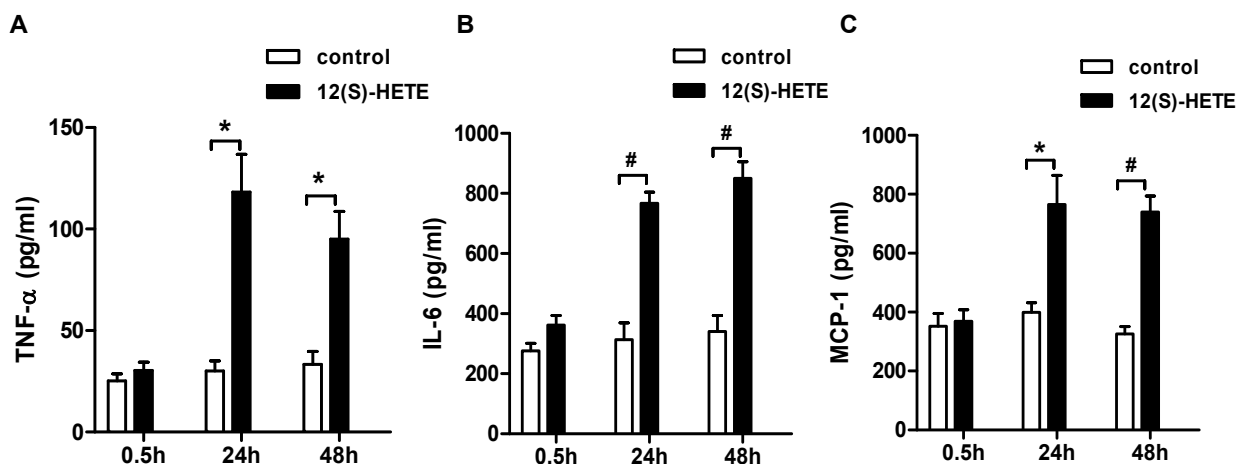 A
control
12(S)-HETE
TNF-α (pg/ml)
150
100
50
0
*
*
0.5h 24h 48h
B
control
12(S)-HETE
IL-6 (pg/ml)
1000
800
600
400
200
0
#
#
0.5h 24h 48h
C
control
12(S)-HETE
MCP-1 (pg/ml)
1000
800
600
400
200
0
*
#
0.5h 24h 48h